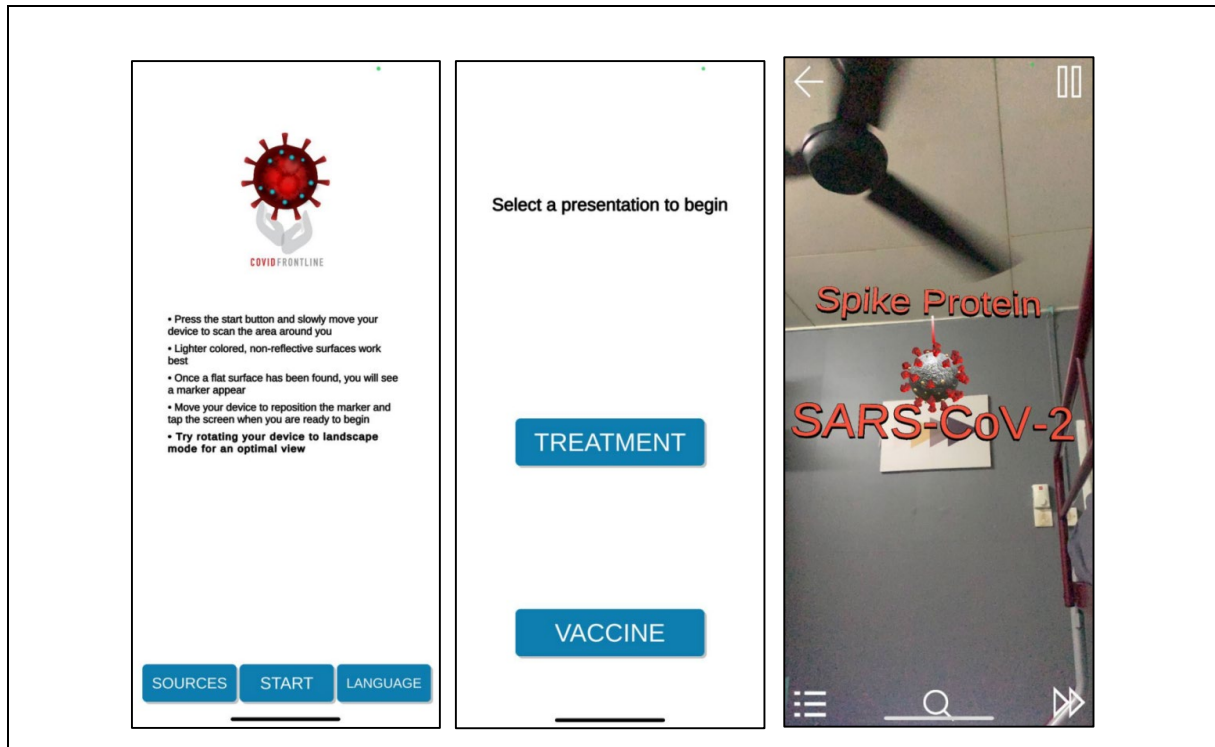 COVIDFRONTLINE
• Press the start button and slowly move your
device to scan the area around you
• Lighter colored, non-reflective surfaces work
best
• Once a flat surface has been found, you will see
a marker appear
• Move your device to reposition the marker and
tap the screen when you are ready to begin
• Try rotating your device to landscape
mode for an optimal view
SOURCES
START
LANGUAGE
Select a presentation to begin
TREATMENT
VACCINE
Spike Protein
SARS-CoV-2